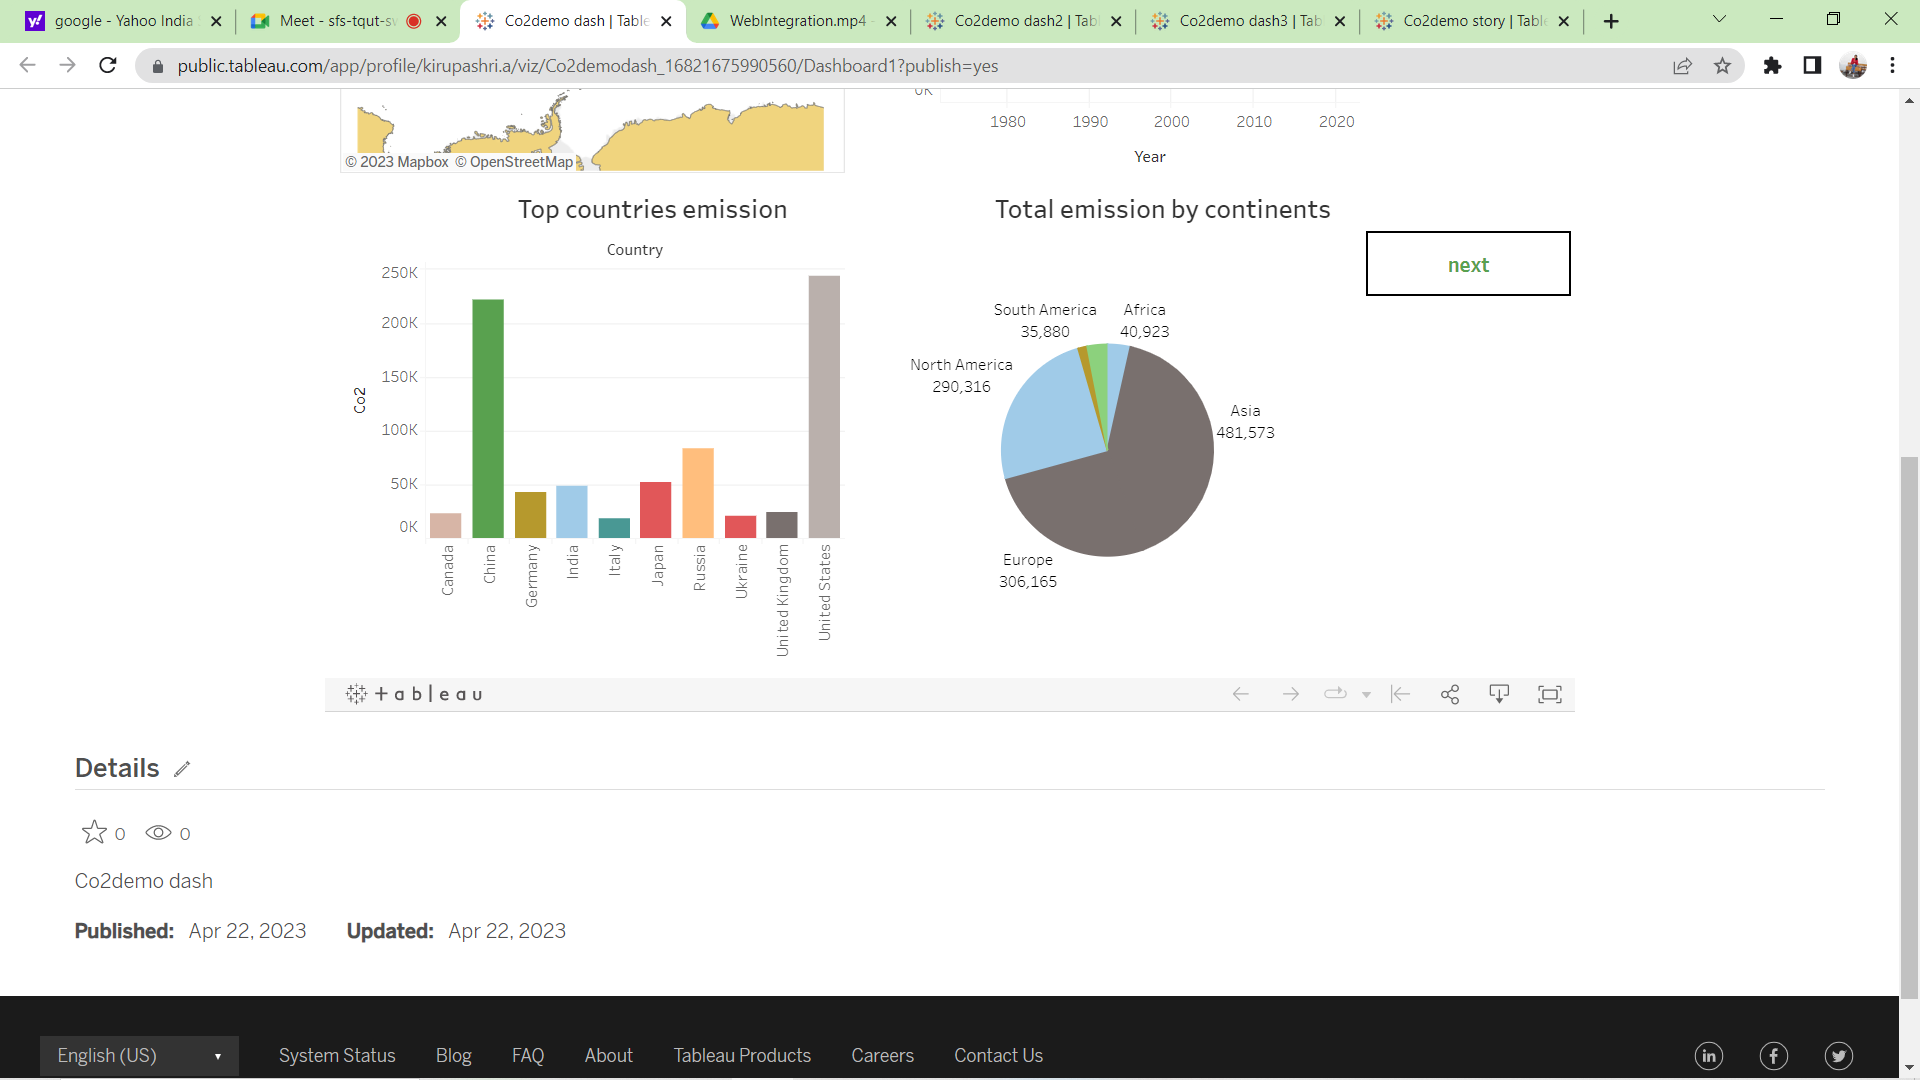 google - Yahoo India
Meet - sfs-tqut-sw
Co2demo dash | Table
WebIntegration.mp4 -
Co2demo dash2 | Tab
Co2demo dash3 | Tab
Co2demo story | Table
public.tableau.com/app/profile/kirupashri.a/viz/Co2demodash_16821675990560/Dashboard1?publish=yes
© 2023 Mapbox © OpenStreetMap
0K
1980 1990 2000 2010 2020
Year
Top countries emission
Country
250K
200K
150K
100K
50K
0K
Co2
Canada
China
Germany
India
Italy
Japan
Russia
Ukraine
United Kingdom
United States
Total emission by continents
South America
35,880
Africa
40,923
North America
290,316
Asia
481,573
Europe
306,165
next
+ableau
Details
0 0
Co2demo dash
Published: Apr 22, 2023 Updated: Apr 22, 2023
English (US) System Status Blog FAQ About Tableau Products Careers Contact Us